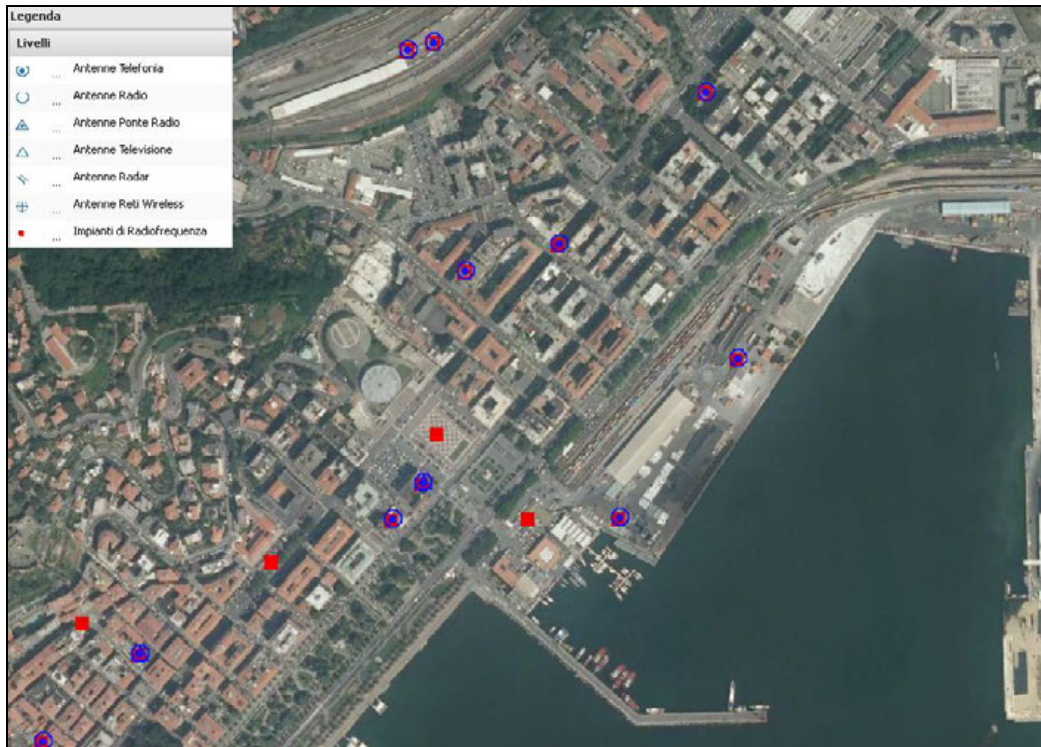 Legenda
Livelli
... Antenne Telefonia
... Antenne Radio
... Antenne Ponte Radio
... Antenne Televisione
... Antenne Radar
... Antenne Reti Wireless
... Impianti di Radiofrequenza